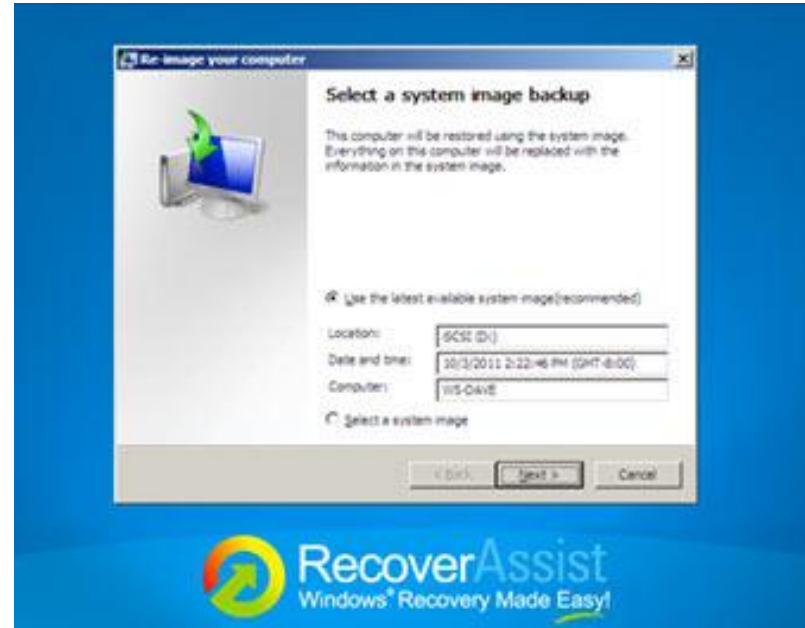 Re-image your computer
Select a system image backup
This computer will be restored using the system image.
Everything on this computer will be replaced with the
information in the system image.
Use the latest available system image(recommended)
Location: iSCSI (D:)
Date and time: 10/3/2011 2:22:46 PM (GMT-8:00)
Computer: WS-DAVE
Select a system image
< Back Next > Cancel
RecoverAssist
Windows® Recovery Made Easy!